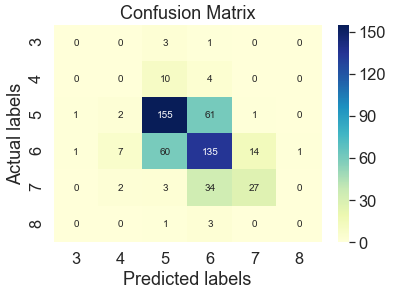 Confusion Matrix
Actual labels
3 0 0 3 1 0 0
4 0 0 10 4 0 0
5 1 2 155 61 1 0
6 1 7 60 135 14 1
7 0 2 3 34 27 0
8 0 0 1 3 0 0
3 4 5 6 7 8
Predicted labels
150
120
90
60
30
0